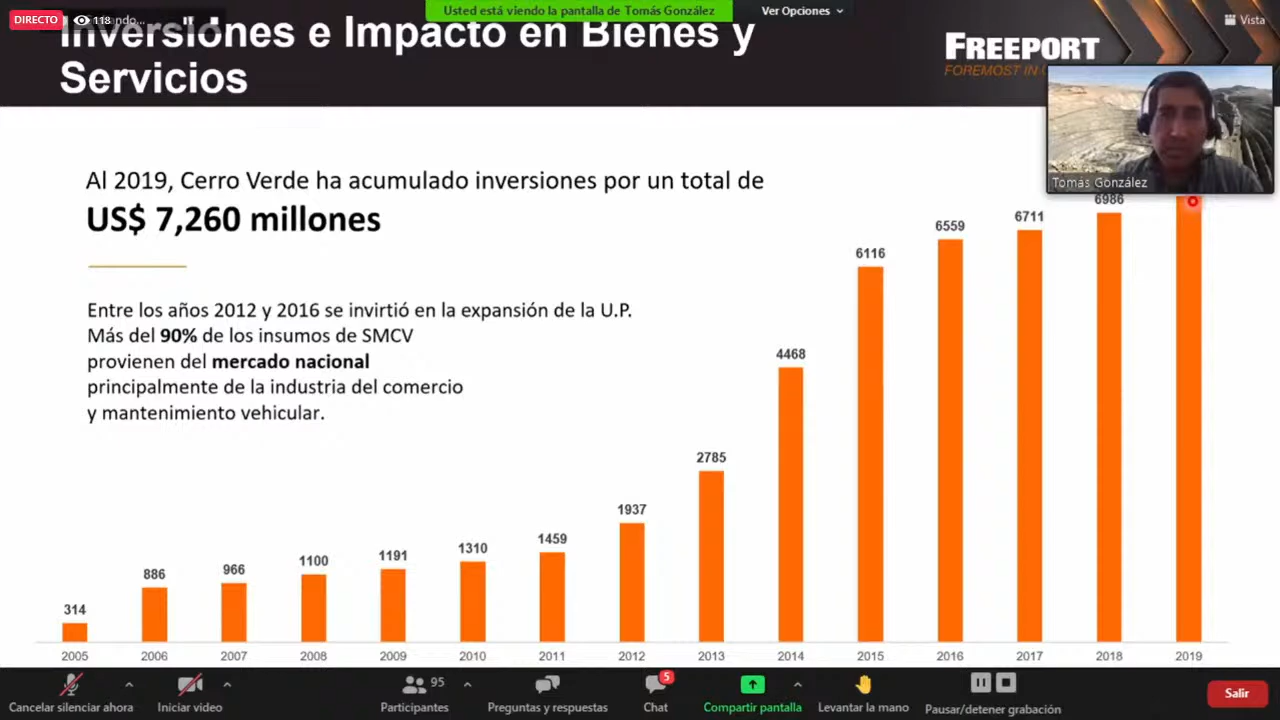 DIRECTO
118
Usted está viendo la pantalla de Tomás González
Ver Opciones
Vista
Inversiones e Impacto en Bienes y
Servicios
FREEPORT
FOREMOST IN
Tomás González
Al 2019, Cerro Verde ha acumulado inversiones por un total de
US$ 7,260 millones
Entre los años 2012 y 2016 se invirtió en la expansión de la U.P.
Más del 90% de los insumos de SMCV
provienen del mercado nacional
principalmente de la industria del comercio
y mantenimiento vehicular.
314
886
966
1100
1191
1310
1459
1937
2785
4468
6116
6559
6711
6986
2005
2006
2007
2008
2009
2010
2011
2012
2013
2014
2015
2016
2017
2018
2019
Cancelar silenciar ahora
Iniciar video
95
Participantes
Preguntas y respuestas
5
Chat
Compartir pantalla
Levantar la mano
Pausar/detener grabación
Salir